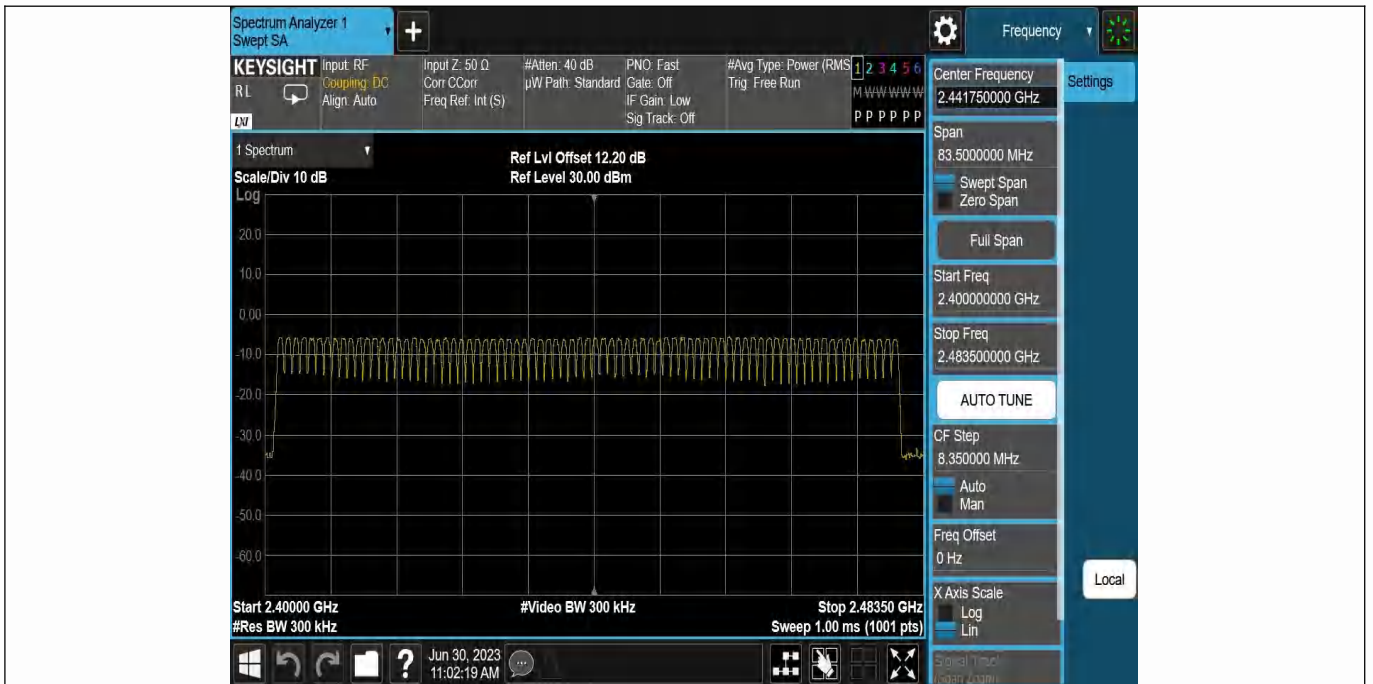 Spectrum Analyzer 1
Swept SA
Frequency
KEYSIGHT
RL
LXI
Input: RF
Coupling: DC
Align: Auto
Input Z: 50 Ω
Corr CCorr
Freq Ref: Int (S)
#Atten: 40 dB
µW Path: Standard
PNO: Fast
Gate: Off
IF Gain: Low
Sig Track: Off
#Avg Type: Power (RMS
Trig: Free Run
1 2 3 4 5 6
M W W W W W
P P P P P P
1 Spectrum
Scale/Div 10 dB
Log
Ref Lvl Offset 12.20 dB
Ref Level 30.00 dBm
20.0
10.0
0.00
-10.0
-20.0
-30.0
-40.0
-50.0
-60.0
Start 2.40000 GHz
#Res BW 300 kHz
#Video BW 300 kHz
Stop 2.48350 GHz
Sweep 1.00 ms (1001 pts)
Center Frequency
2.441750000 GHz
Settings
Span
83.5000000 MHz
Swept Span
Zero Span
Full Span
Start Freq
2.400000000 GHz
Stop Freq
2.483500000 GHz
AUTO TUNE
CF Step
8.350000 MHz
Auto
Man
Freq Offset
0 Hz
X Axis Scale
Log
Lin
Signal Track
(Span Zoom)
Local
?
Jun 30, 2023
11:02:19 AM